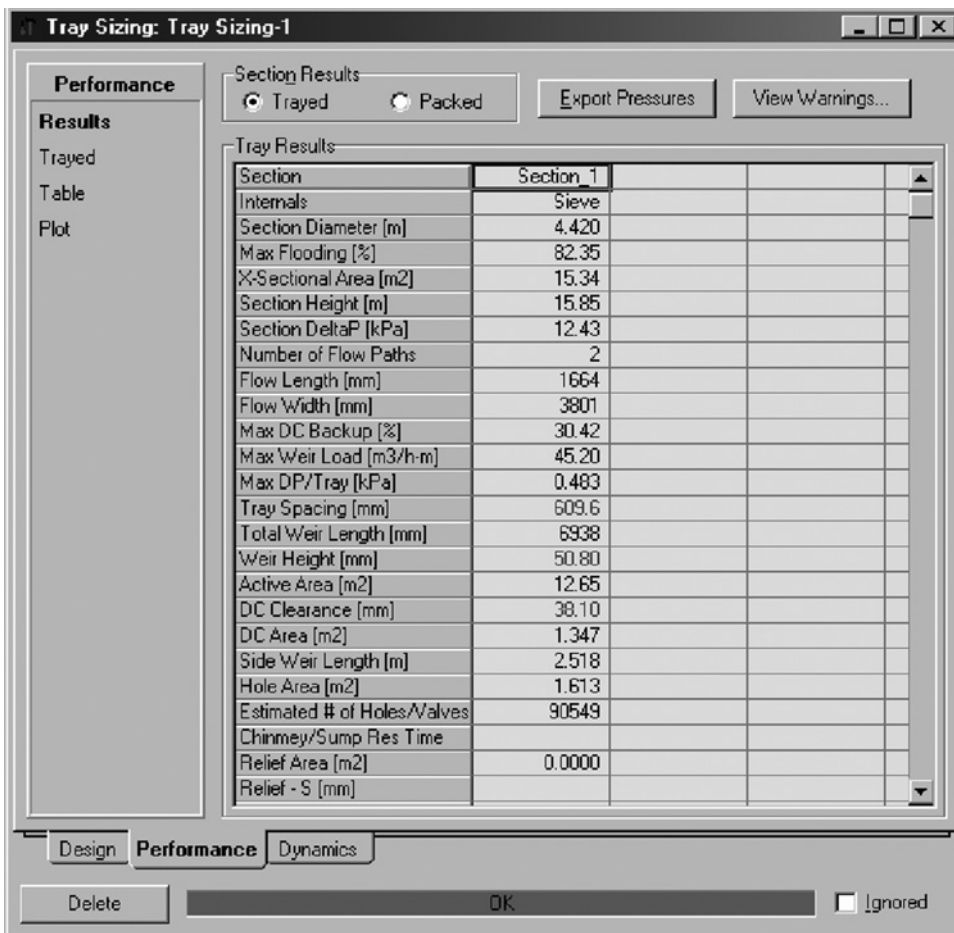 Tray Sizing: Tray Sizing-1
Performance
Results
Trayed
Table
Plot
Section Results
Trayed Packed
Export Pressures
View Warnings...
Tray Results
Section Section_1
Internals Sieve
Section Diameter [m] 4.420
Max Flooding [%] 82.35
X-Sectional Area [m2] 15.34
Section Height [m] 15.85
Section DeltaP [kPa] 12.43
Number of Flow Paths 2
Flow Length [mm] 1664
Flow Width [mm] 3801
Max DC Backup [%] 30.42
Max Weir Load [m3/h-m] 45.20
Max DP/Tray [kPa] 0.483
Tray Spacing [mm] 609.6
Total Weir Length [mm] 6938
Weir Height [mm] 50.80
Active Area [m2] 12.65
DC Clearance [mm] 38.10
DC Area [m2] 1.347
Side Weir Length [m] 2.518
Hole Area [m2] 1.613
Estimated # of Holes/Valves 90549
Chinmey/Sump Res Time
Relief Area [m2] 0.0000
Relief - S [mm]
Design Performance Dynamics
Delete OK Ignored